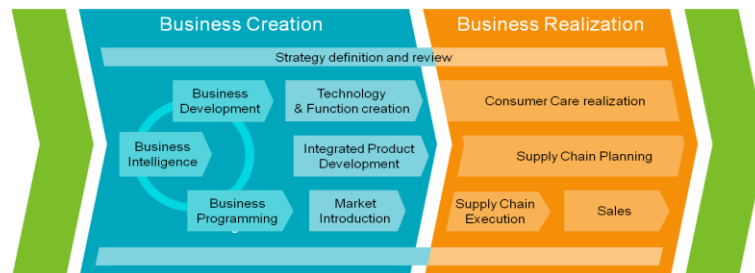 Business Creation
Business Realization
Strategy definition and review
Business
Development
Technology
& Function creation
Consumer Care realization
Business
Intelligence
Integrated Product
Development
Supply Chain Planning
Business
Programming
Market
Introduction
Supply Chain
Execution
Sales